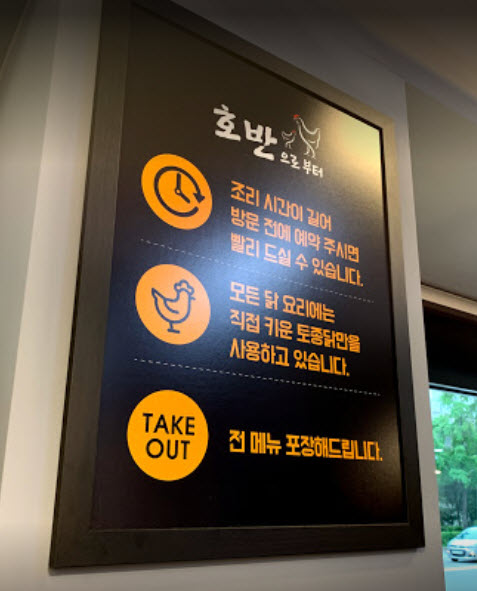 호반
으로부터
조리 시간이 길어
방문 전에 예약 주시면
빨리 드실 수 있습니다.
모든 닭 요리에는
직접 키운 토종닭만을
사용하고 있습니다.
TAKE
OUT
전 메뉴 포장해드립니다.